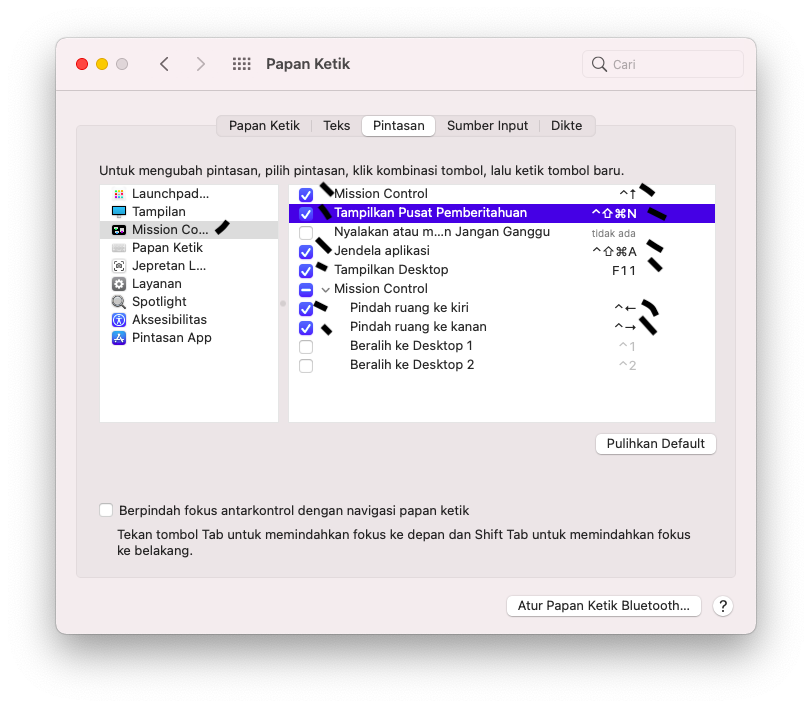 Papan Ketik
Cari
Papan Ketik Teks Pintasan Sumber Input Dikte
Untuk mengubah pintasan, pilih pintasan, klik kombinasi tombol, lalu ketik tombol baru.
Launchpad...
Tampilan
Mission Co...
Papan Ketik
Jepretan L...
Layanan
Spotlight
Aksesibilitas
Pintasan App
Mission Control ^↑
Tampilkan Pusat Pemberitahuan ^⇧⌘N
Nyalakan atau m...n Jangan Ganggu tidak ada
Jendela aplikasi ^⇧⌘A
Tampilkan Desktop F11
Mission Control
Pindah ruang ke kiri ^←
Pindah ruang ke kanan ^→
Beralih ke Desktop 1 ^1
Beralih ke Desktop 2 ^2
Pulihkan Default
Berpindah fokus antarkontrol dengan navigasi papan ketik
Tekan tombol Tab untuk memindahkan fokus ke depan dan Shift Tab untuk memindahkan fokus
ke belakang.
Atur Papan Ketik Bluetooth... ?